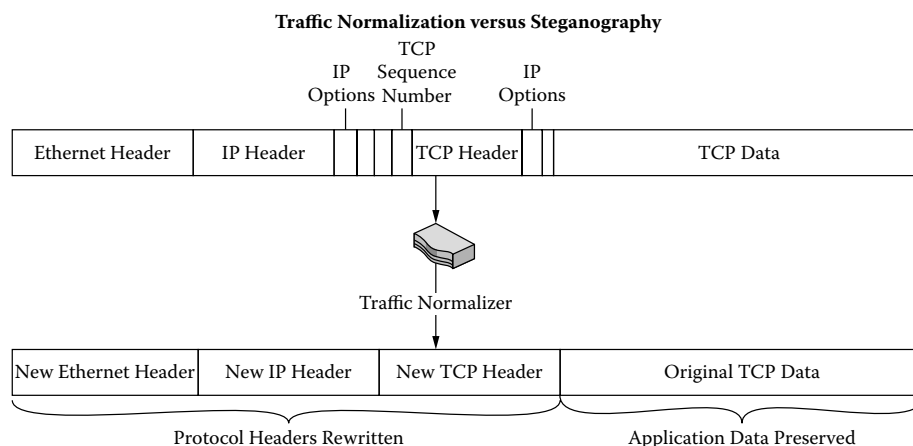 Traffic Normalization versus Steganography
IP
Options
TCP
Sequence
Number
IP
Options
Ethernet Header
IP Header
TCP Header
TCP Data
Traffic Normalizer
New Ethernet Header
New IP Header
New TCP Header
Original TCP Data
Protocol Headers Rewritten
Application Data Preserved